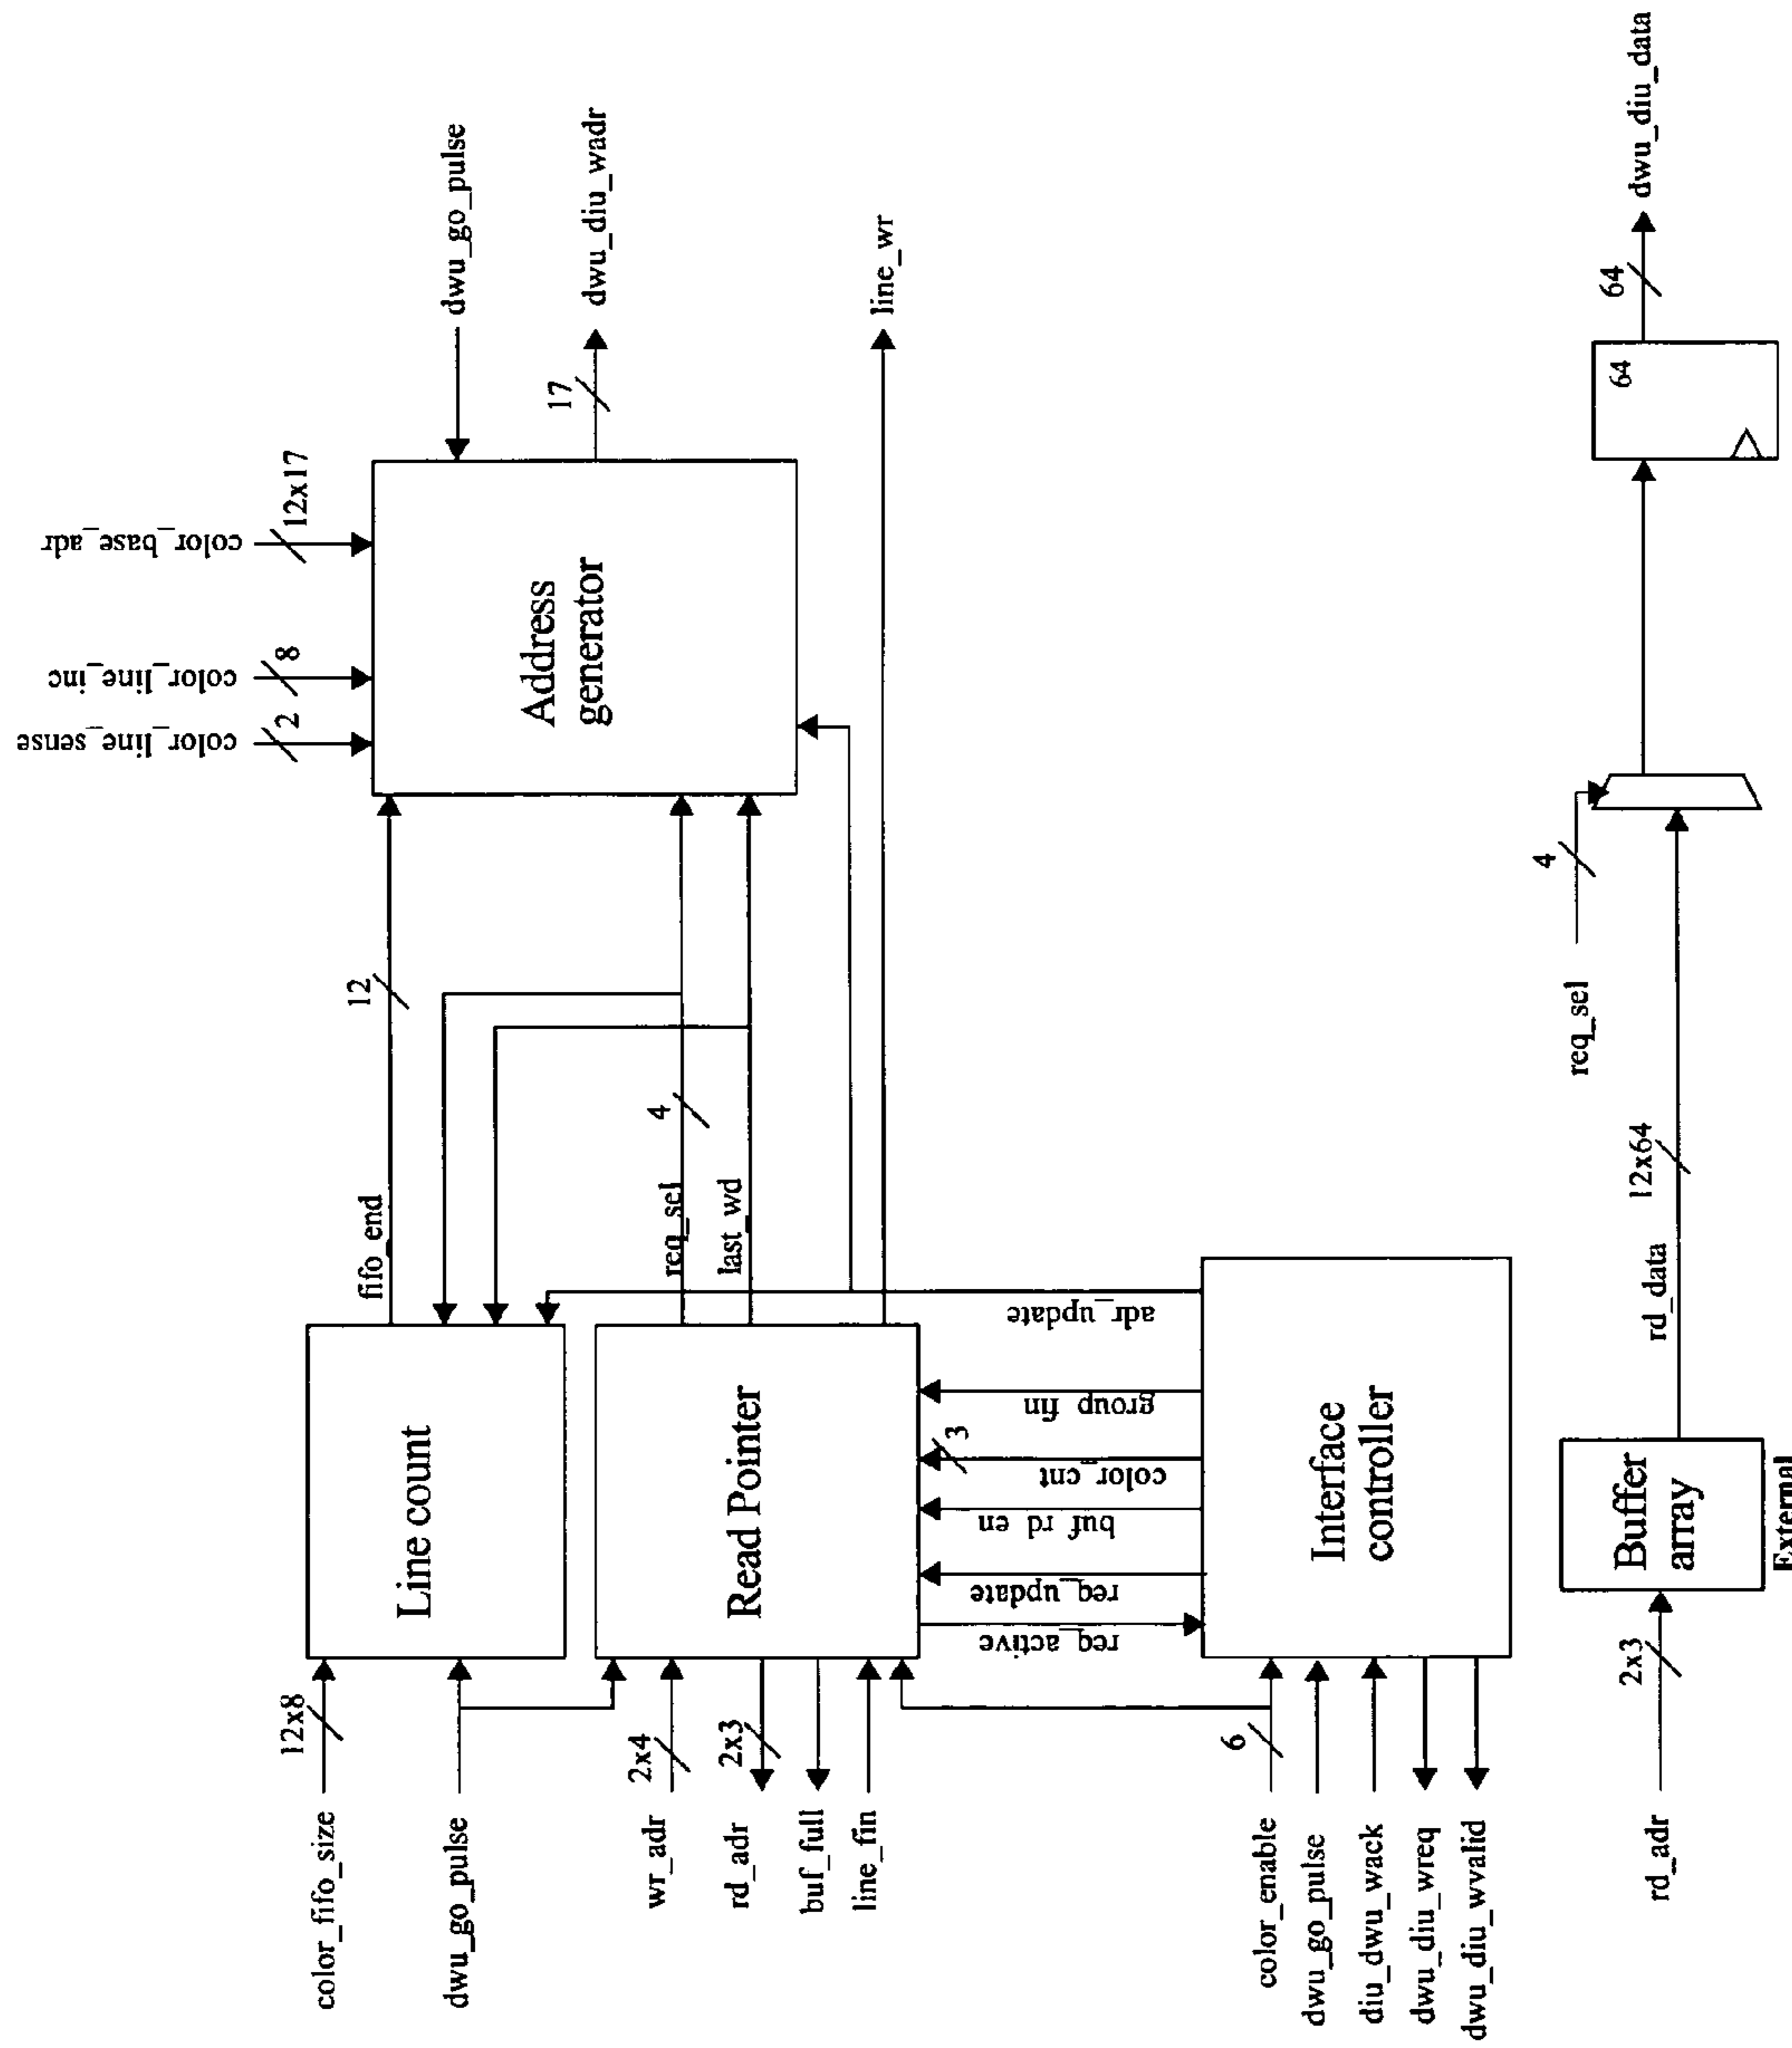 color_fifo_size
12x8
dwu_go_pulse
Line count
fifo_end
12
color_line_sense
2
color_line_inc
8
color_base_adr
12x17
Address
generator
dwu_go_pulse
17
dwu_diu_wadr
wr_adr
2x4
rd_adr
2x3
buf_full
line_fin
Read Pointer
req_sel
4
last_wd
line_wr
req_active
req_update
buf_rd_en
color_cnt
3
group_fin
adr_update
color_enable
6
dwu_go_pulse
diu_dwu_wack
dwu_diu_wreq
dwu_diu_wvalid
Interface
controller
req_sel
4
rd_adr
2x3
Buffer
array
External
rd_data
12x64
64
64
dwu_diu_data